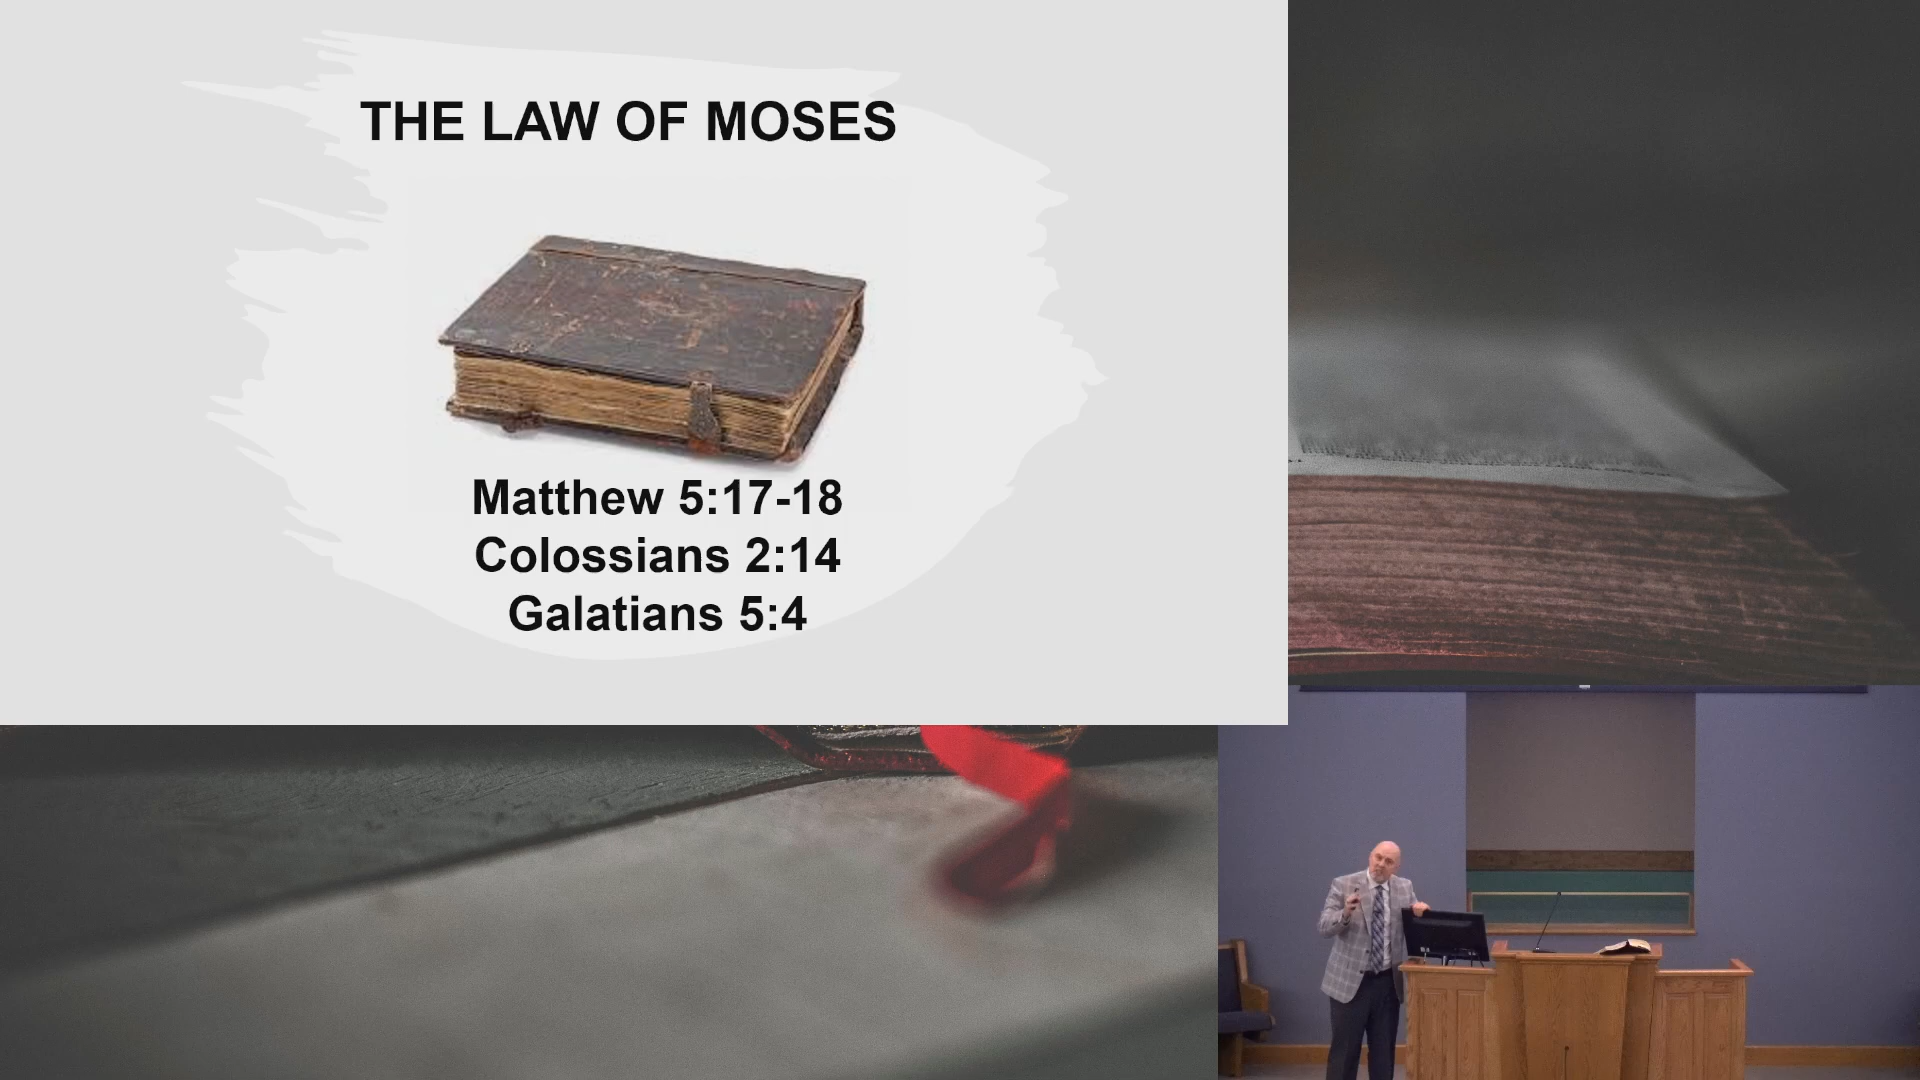 THE LAW OF MOSES
Matthew 5:17-18
Colossians 2:14
Galatians 5:4